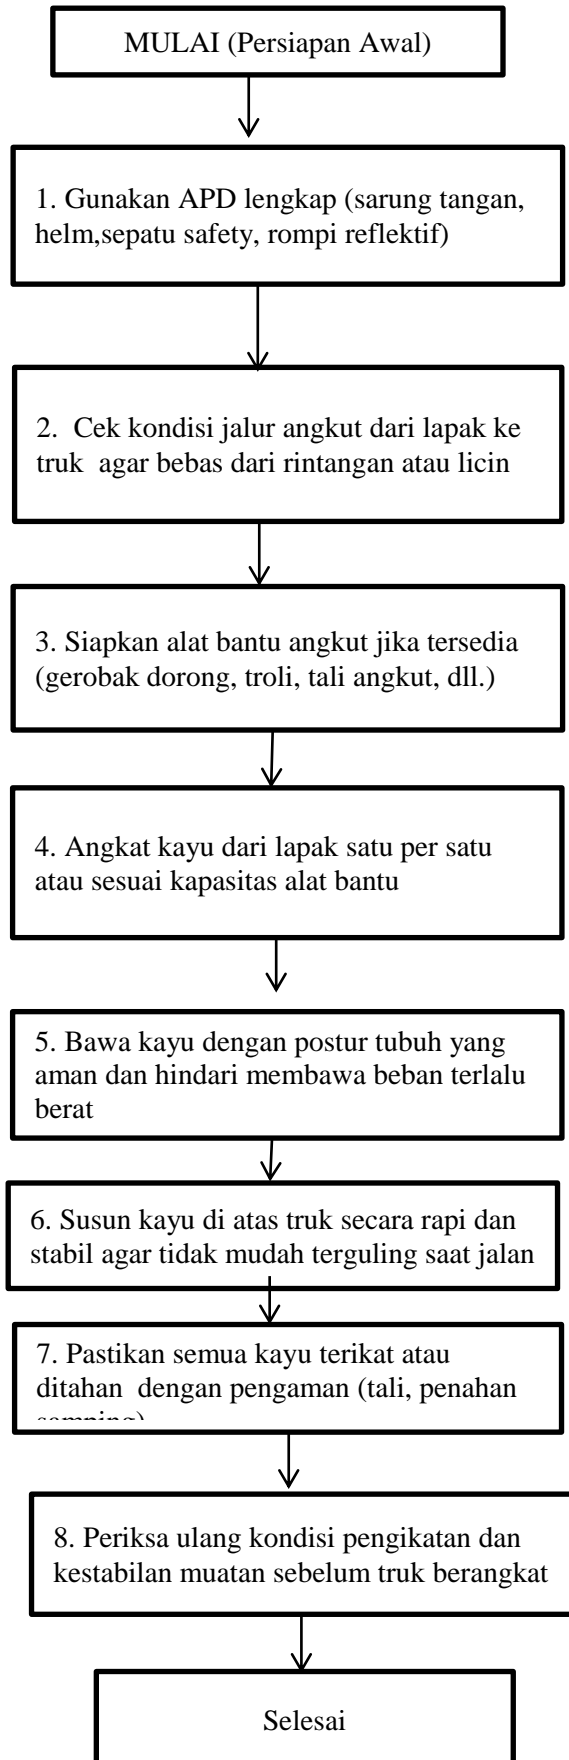 MULAI (Persiapan Awal)
1. Gunakan APD lengkap (sarung tangan,
helm,sepatu safety, rompi reflektif)
2. Cek kondisi jalur angkut dari lapak ke
truk agar bebas dari rintangan atau licin
3. Siapkan alat bantu angkut jika tersedia
(gerobak dorong, troli, tali angkut, dll.)
4. Angkat kayu dari lapak satu per satu
atau sesuai kapasitas alat bantu
5. Bawa kayu dengan postur tubuh yang
aman dan hindari membawa beban terlalu
berat
6. Susun kayu di atas truk secara rapi dan
stabil agar tidak mudah terguling saat jalan
7. Pastikan semua kayu terikat atau
ditahan dengan pengaman (tali, penahan
samping)
8. Periksa ulang kondisi pengikatan dan
kestabilan muatan sebelum truk berangkat
Selesai